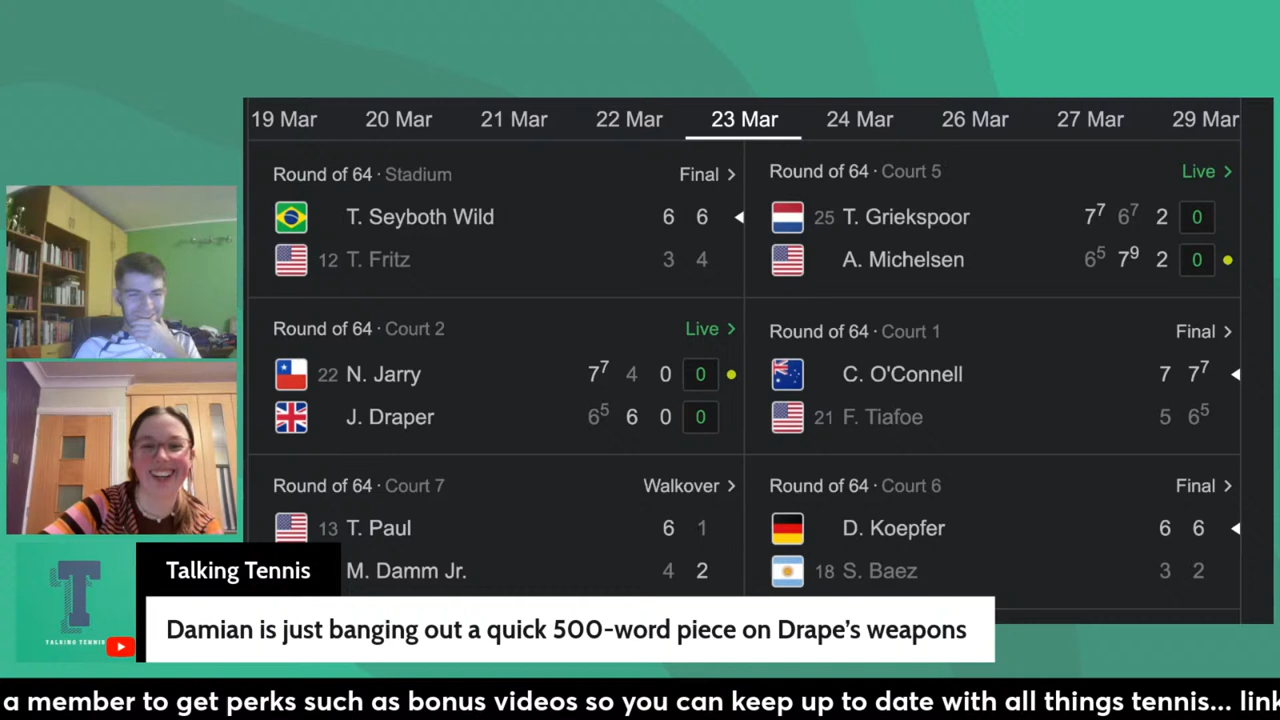 19 Mar 20 Mar 21 Mar 22 Mar 23 Mar 24 Mar 26 Mar 27 Mar 29 Mar
Round of 64 · Stadium Final >
T. Seyboth Wild 6 6
12 T. Fritz 3 4
Round of 64 · Court 5 Live >
25 T. Griekspoor 7⁷ 6⁷ 2 0
A. Michelsen 6⁵ 7⁹ 2 0
Round of 64 · Court 2 Live >
22 N. Jarry 7⁷ 4 0 0
J. Draper 6⁵ 6 0 0
Round of 64 · Court 1 Final >
C. O'Connell 7 7⁷
21 F. Tiafoe 5 6⁵
Round of 64 · Court 7 Walkover >
13 T. Paul 6 1
M. Damm Jr. 4 2
Round of 64 · Court 6 Final >
D. Koepfer 6 6
18 S. Baez 3 2
T
TALKING TENNIS
Talking Tennis
Damian is just banging out a quick 500-word piece on Drape's weapons
a member to get perks such as bonus videos so you can keep up to date with all things tennis... link